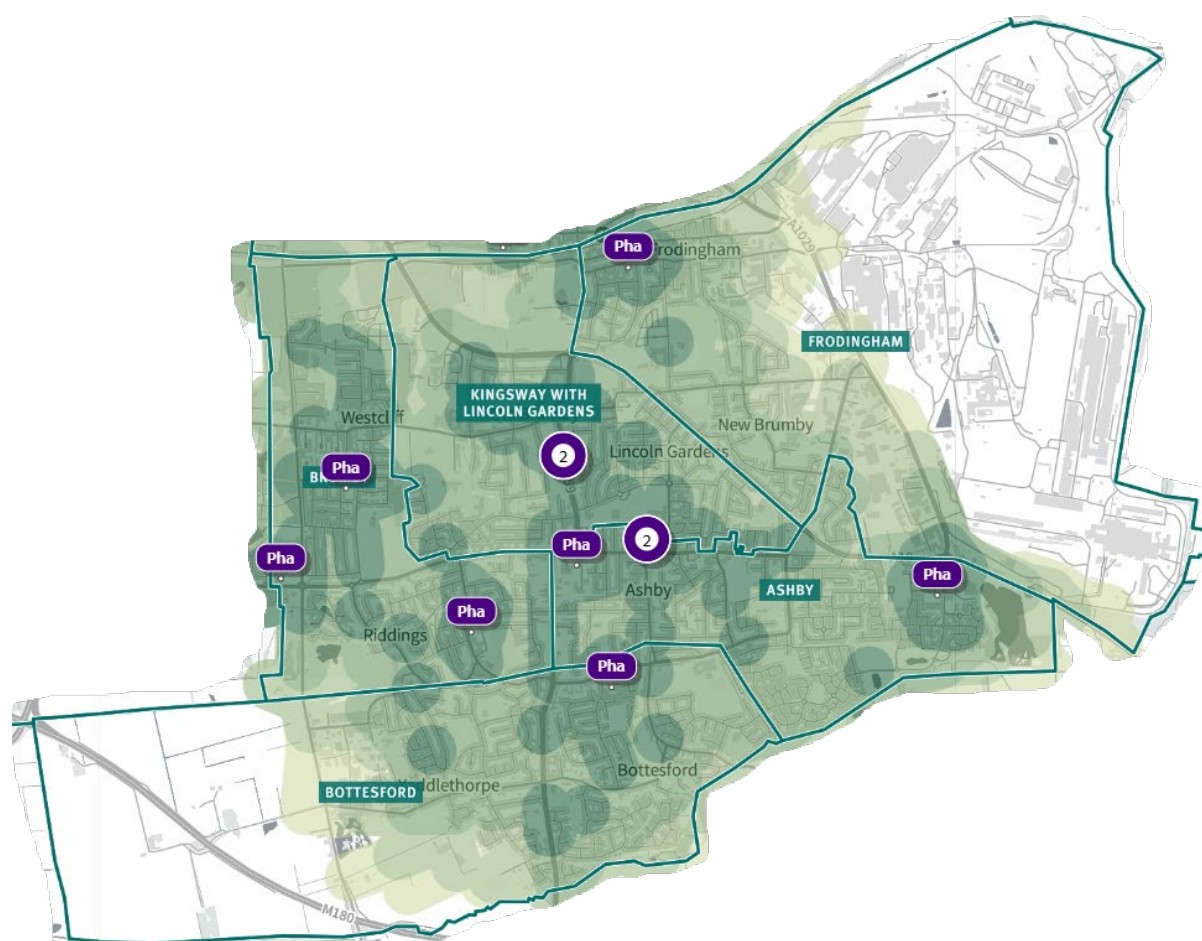 Pha
Frodingham
A1029
FRODINGHAM
KINGSWAY WITH
LINCOLN GARDENS
Westcliff
New Brumby
Lincoln Gardens
2
Pha
2
Pha
Pha
Pha
Ashby
ASHBY
Pha
Riddings
Pha
Bottesford
BOTTESFORD
M180